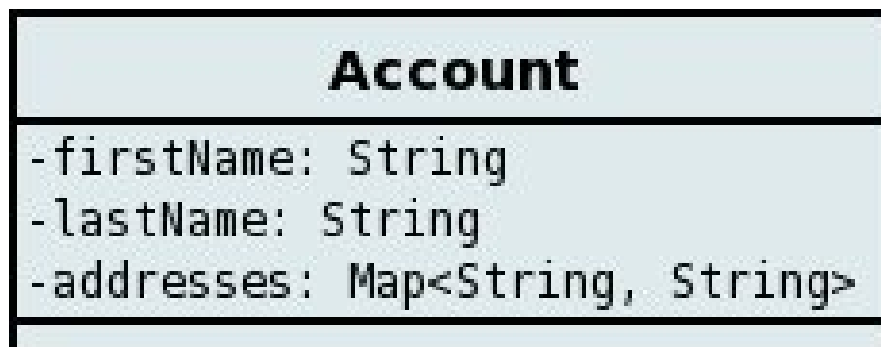 Account
-firstName: String
-lastName: String
-addresses: Map<String, String>